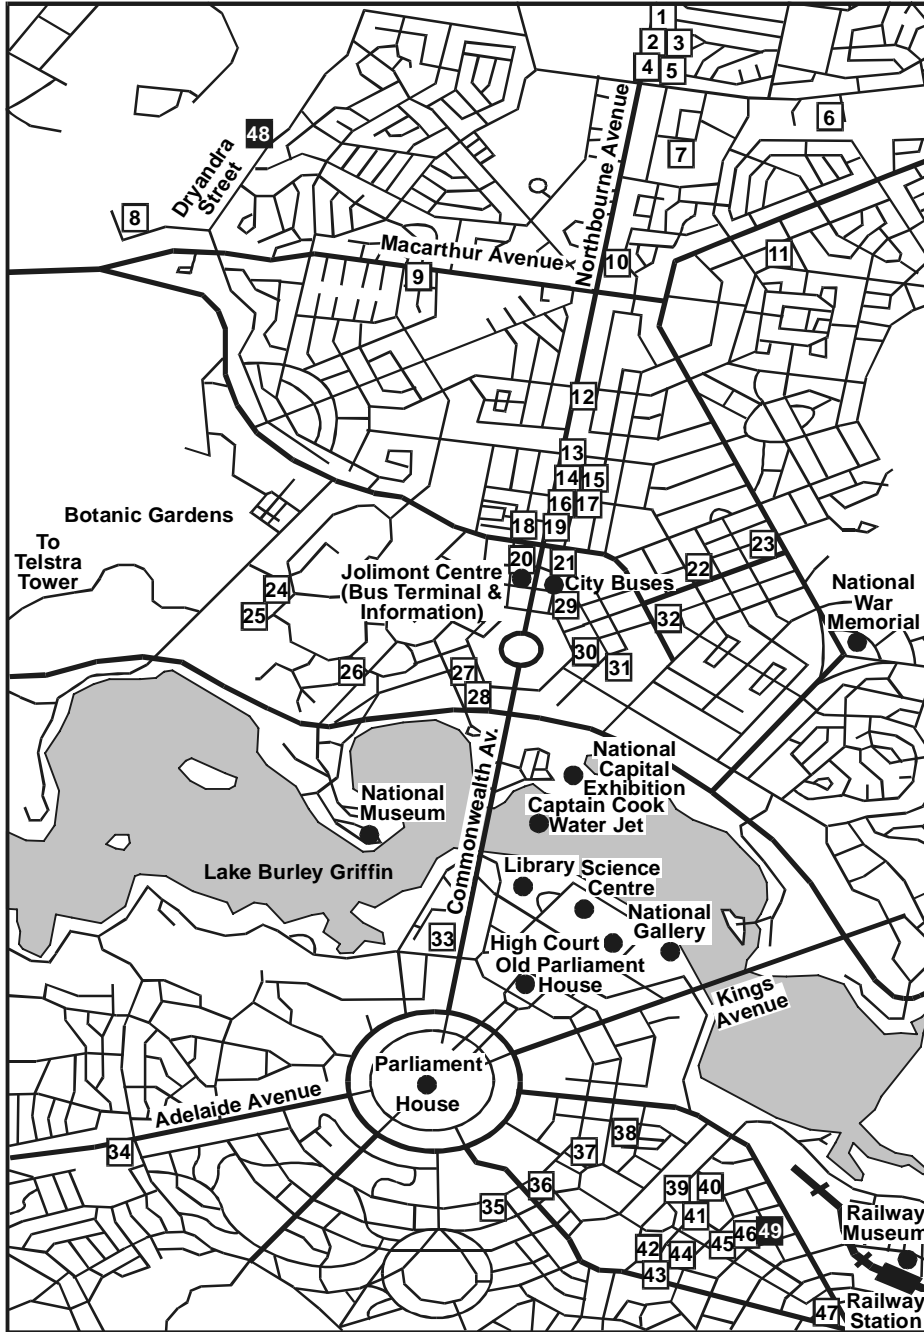 1
2
3
4
5
6
7
48
8
Dryandra
Street
Northbourne Avenue
Macarthur Avenue
9
10
11
12
13
14
15
16
17
18
19
Botanic Gardens
To
Telstra
Tower
20
21
22
23
Jolimont Centre
(Bus Terminal &
Information)
City Buses
24
25
29
32
National
War
Memorial
26
27
28
30
31
Commonwealth Av.
National
Capital
Exhibition
National
Museum
Captain Cook
Water Jet
Lake Burley Griffin
Library
Science
Centre
National
Gallery
33
High Court
Old Parliament
House
Kings
Avenue
Parliament
House
Adelaide Avenue
34
35
36
37
38
39
40
41
42
43
44
45
46
49
Railway
Museum
47
Railway
Station